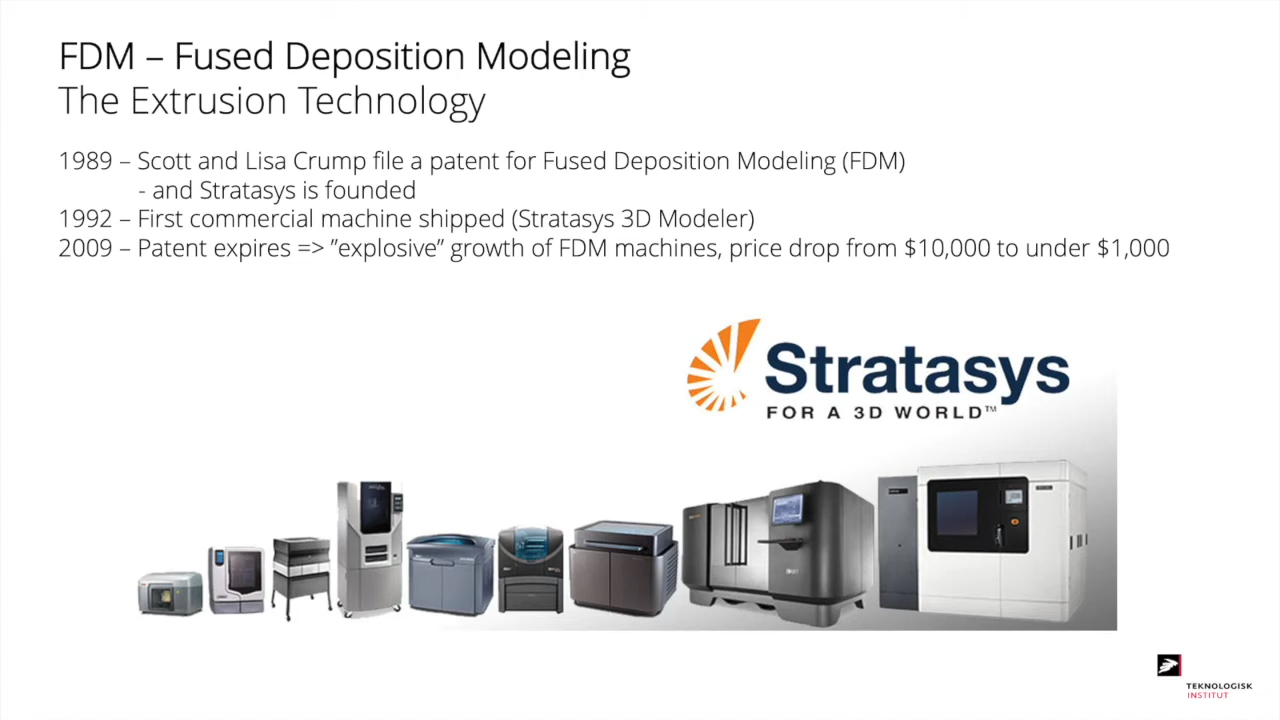 FDM – Fused Deposition Modeling
The Extrusion Technology
1989 – Scott and Lisa Crump file a patent for Fused Deposition Modeling (FDM)
- and Stratasys is founded
1992 – First commercial machine shipped (Stratasys 3D Modeler)
2009 – Patent expires => ”explosive” growth of FDM machines, price drop from $10,000 to under $1,000
Stratasys
FOR A 3D WORLD™
TEKNOLOGISK
INSTITUT